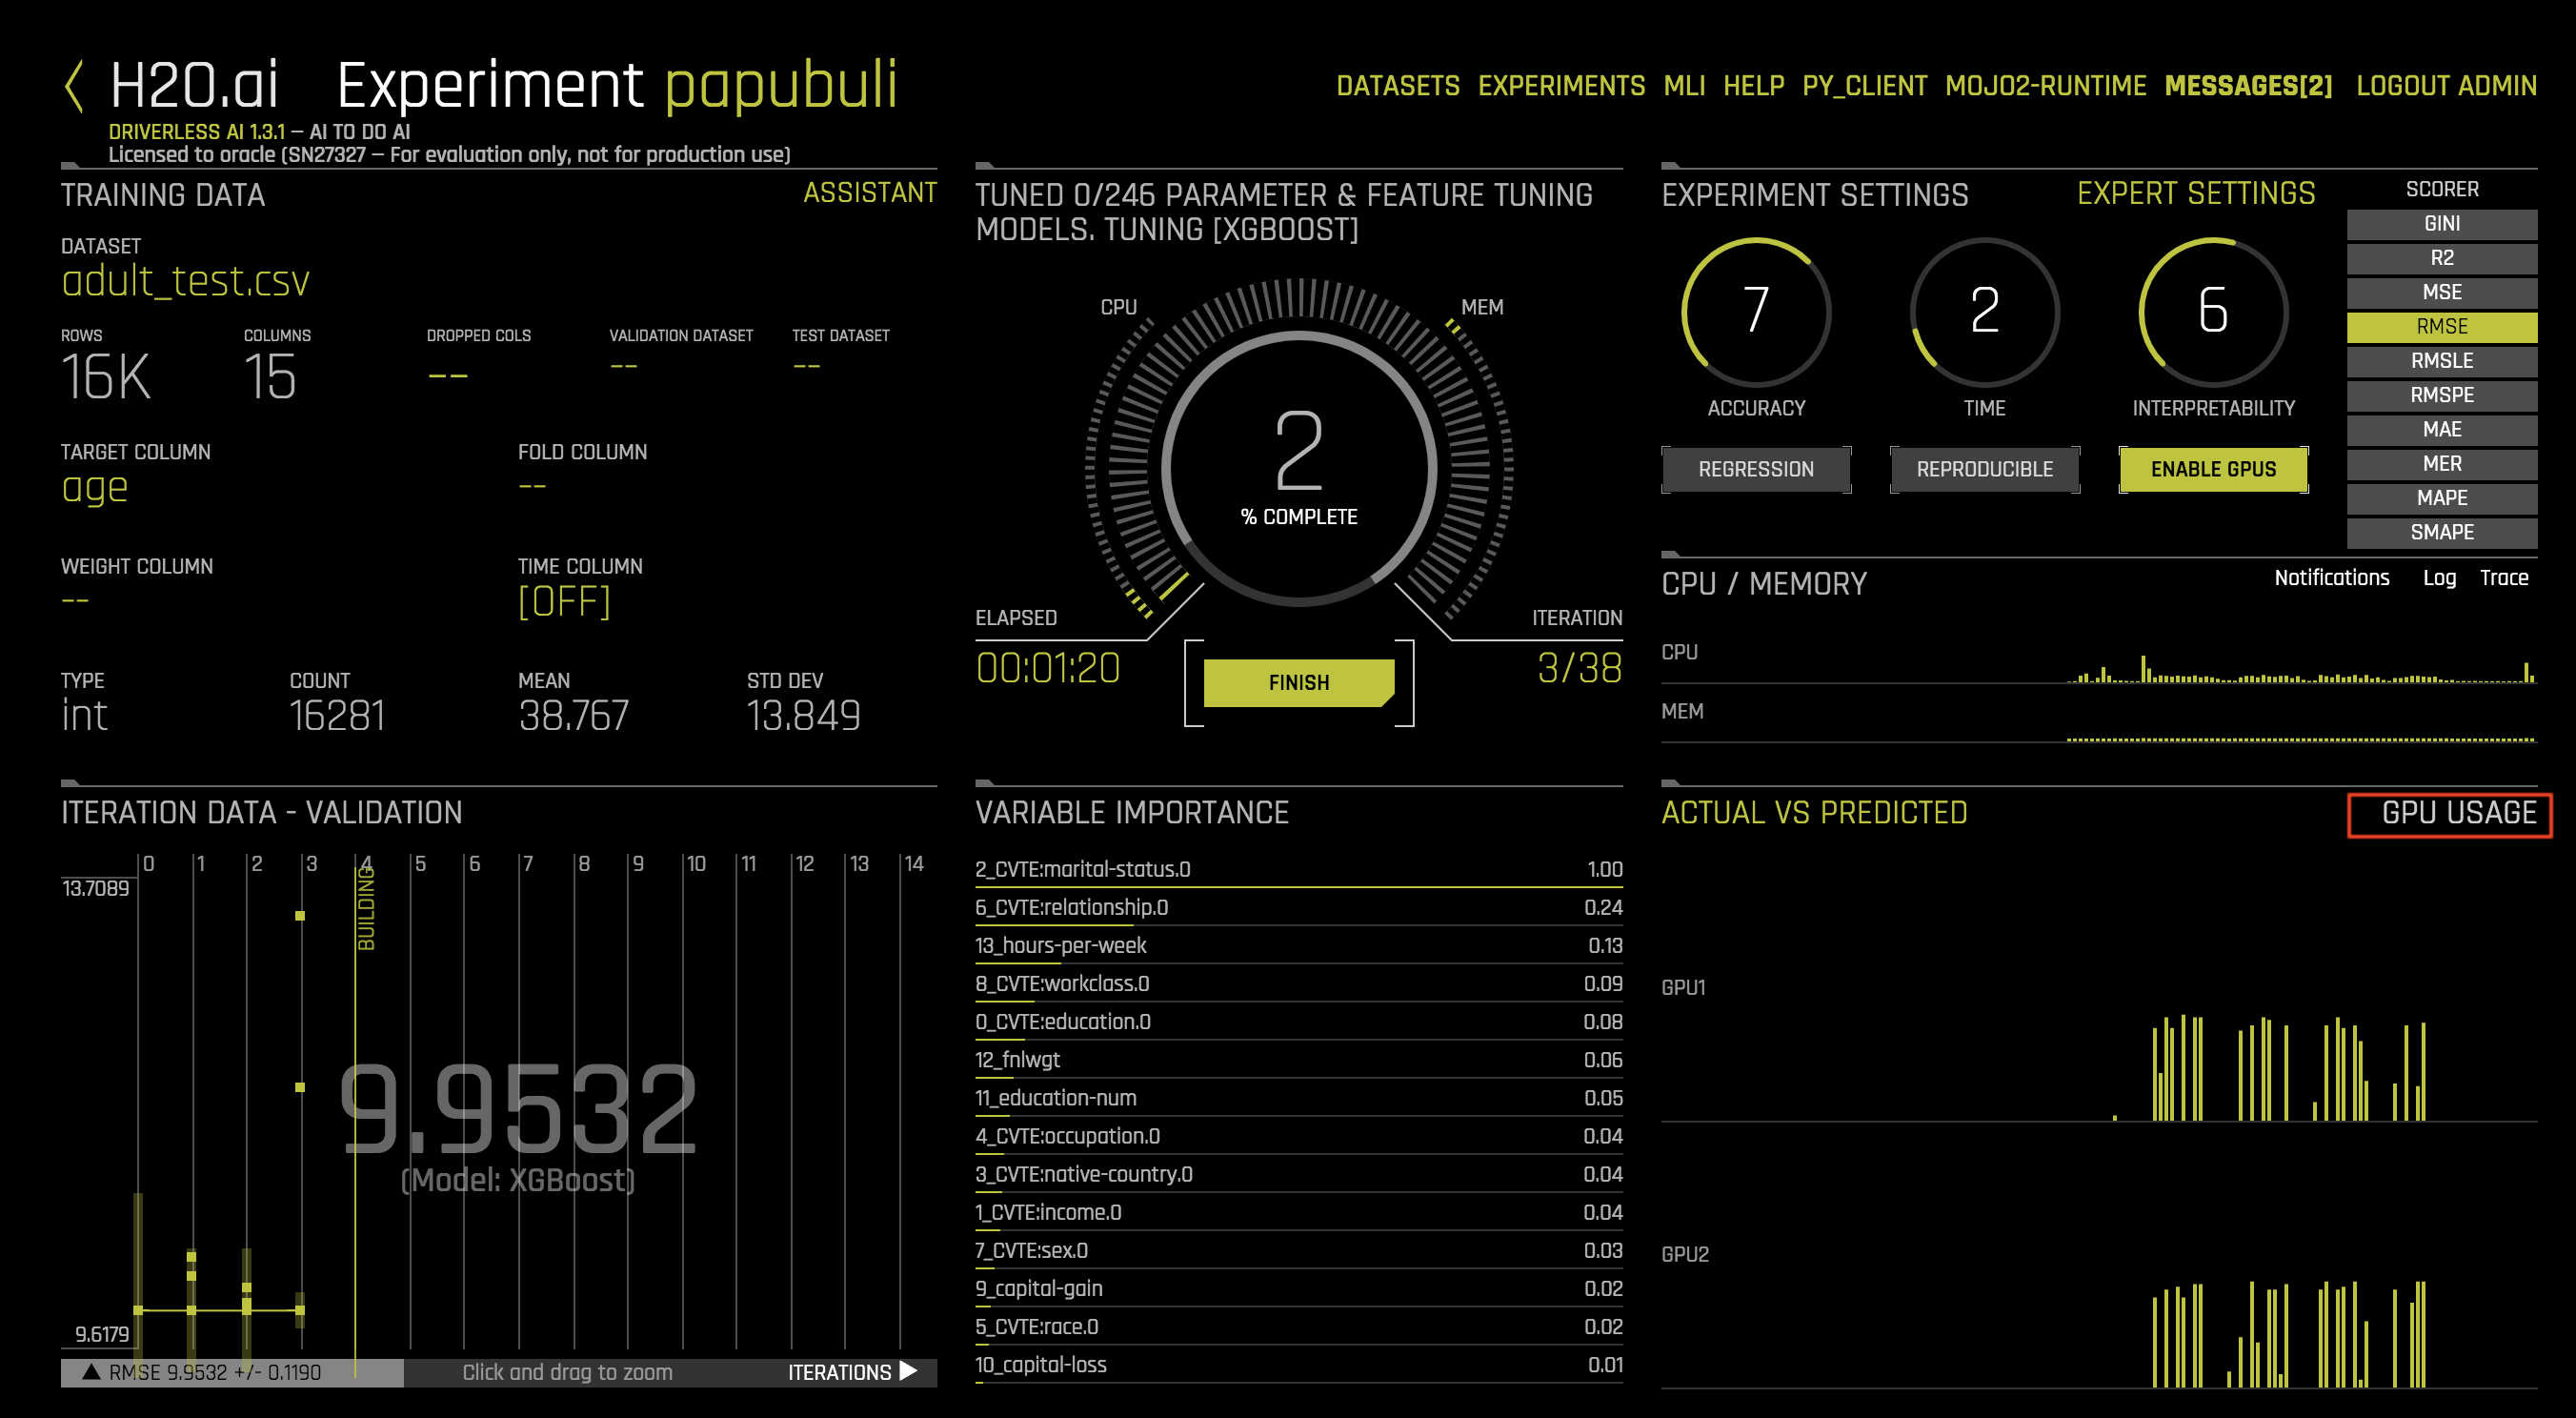 H2O.ai Experiment papubuli
DRIVERLESS AI 1.3.1 — AI TO DO AI
Licensed to oracle (SN27327 — For evaluation only, not for production use)
DATASETS EXPERIMENTS MLI HELP PY_CLIENT MOJO2-RUNTIME MESSAGES[2] LOGOUT ADMIN
TRAINING DATA
ASSISTANT
DATASET
adult_test.csv
ROWS COLUMNS DROPPED COLS VALIDATION DATASET TEST DATASET
16K 15 -- -- --
TARGET COLUMN FOLD COLUMN
age --
WEIGHT COLUMN TIME COLUMN
-- [OFF]
TYPE COUNT MEAN STD DEV
int 16281 38.767 13.849
TUNED 0/246 PARAMETER & FEATURE TUNING
MODELS. TUNING [XGBOOST]
CPU MEM
2
% COMPLETE
ELAPSED ITERATION
00:01:20 3/38
FINISH
EXPERIMENT SETTINGS EXPERT SETTINGS
7 2 6
ACCURACY TIME INTERPRETABILITY
REGRESSION REPRODUCIBLE ENABLE GPUS
SCORER
GINI
R2
MSE
RMSE
RMSLE
RMSPE
MAE
MER
MAPE
SMAPE
CPU / MEMORY
Notifications Log Trace
CPU
MEM
ITERATION DATA - VALIDATION
0 1 2 3 4 5 6 7 8 9 10 11 12 13 14
13.7089
BUILDING
9.9532
(Model: XGBoost)
9.6179
▲ RMSE 9.9532 +/- 0.1190 Click and drag to zoom ITERATIONS ▶
VARIABLE IMPORTANCE
2_CVTE:marital-status.0 1.00
6_CVTE:relationship.0 0.24
13_hours-per-week 0.13
8_CVTE:workclass.0 0.09
0_CVTE:education.0 0.08
12_fnlwgt 0.06
11_education-num 0.05
4_CVTE:occupation.0 0.04
3_CVTE:native-country.0 0.04
1_CVTE:income.0 0.04
7_CVTE:sex.0 0.03
9_capital-gain 0.02
5_CVTE:race.0 0.02
10_capital-loss 0.01
ACTUAL VS PREDICTED GPU USAGE
GPU1
GPU2